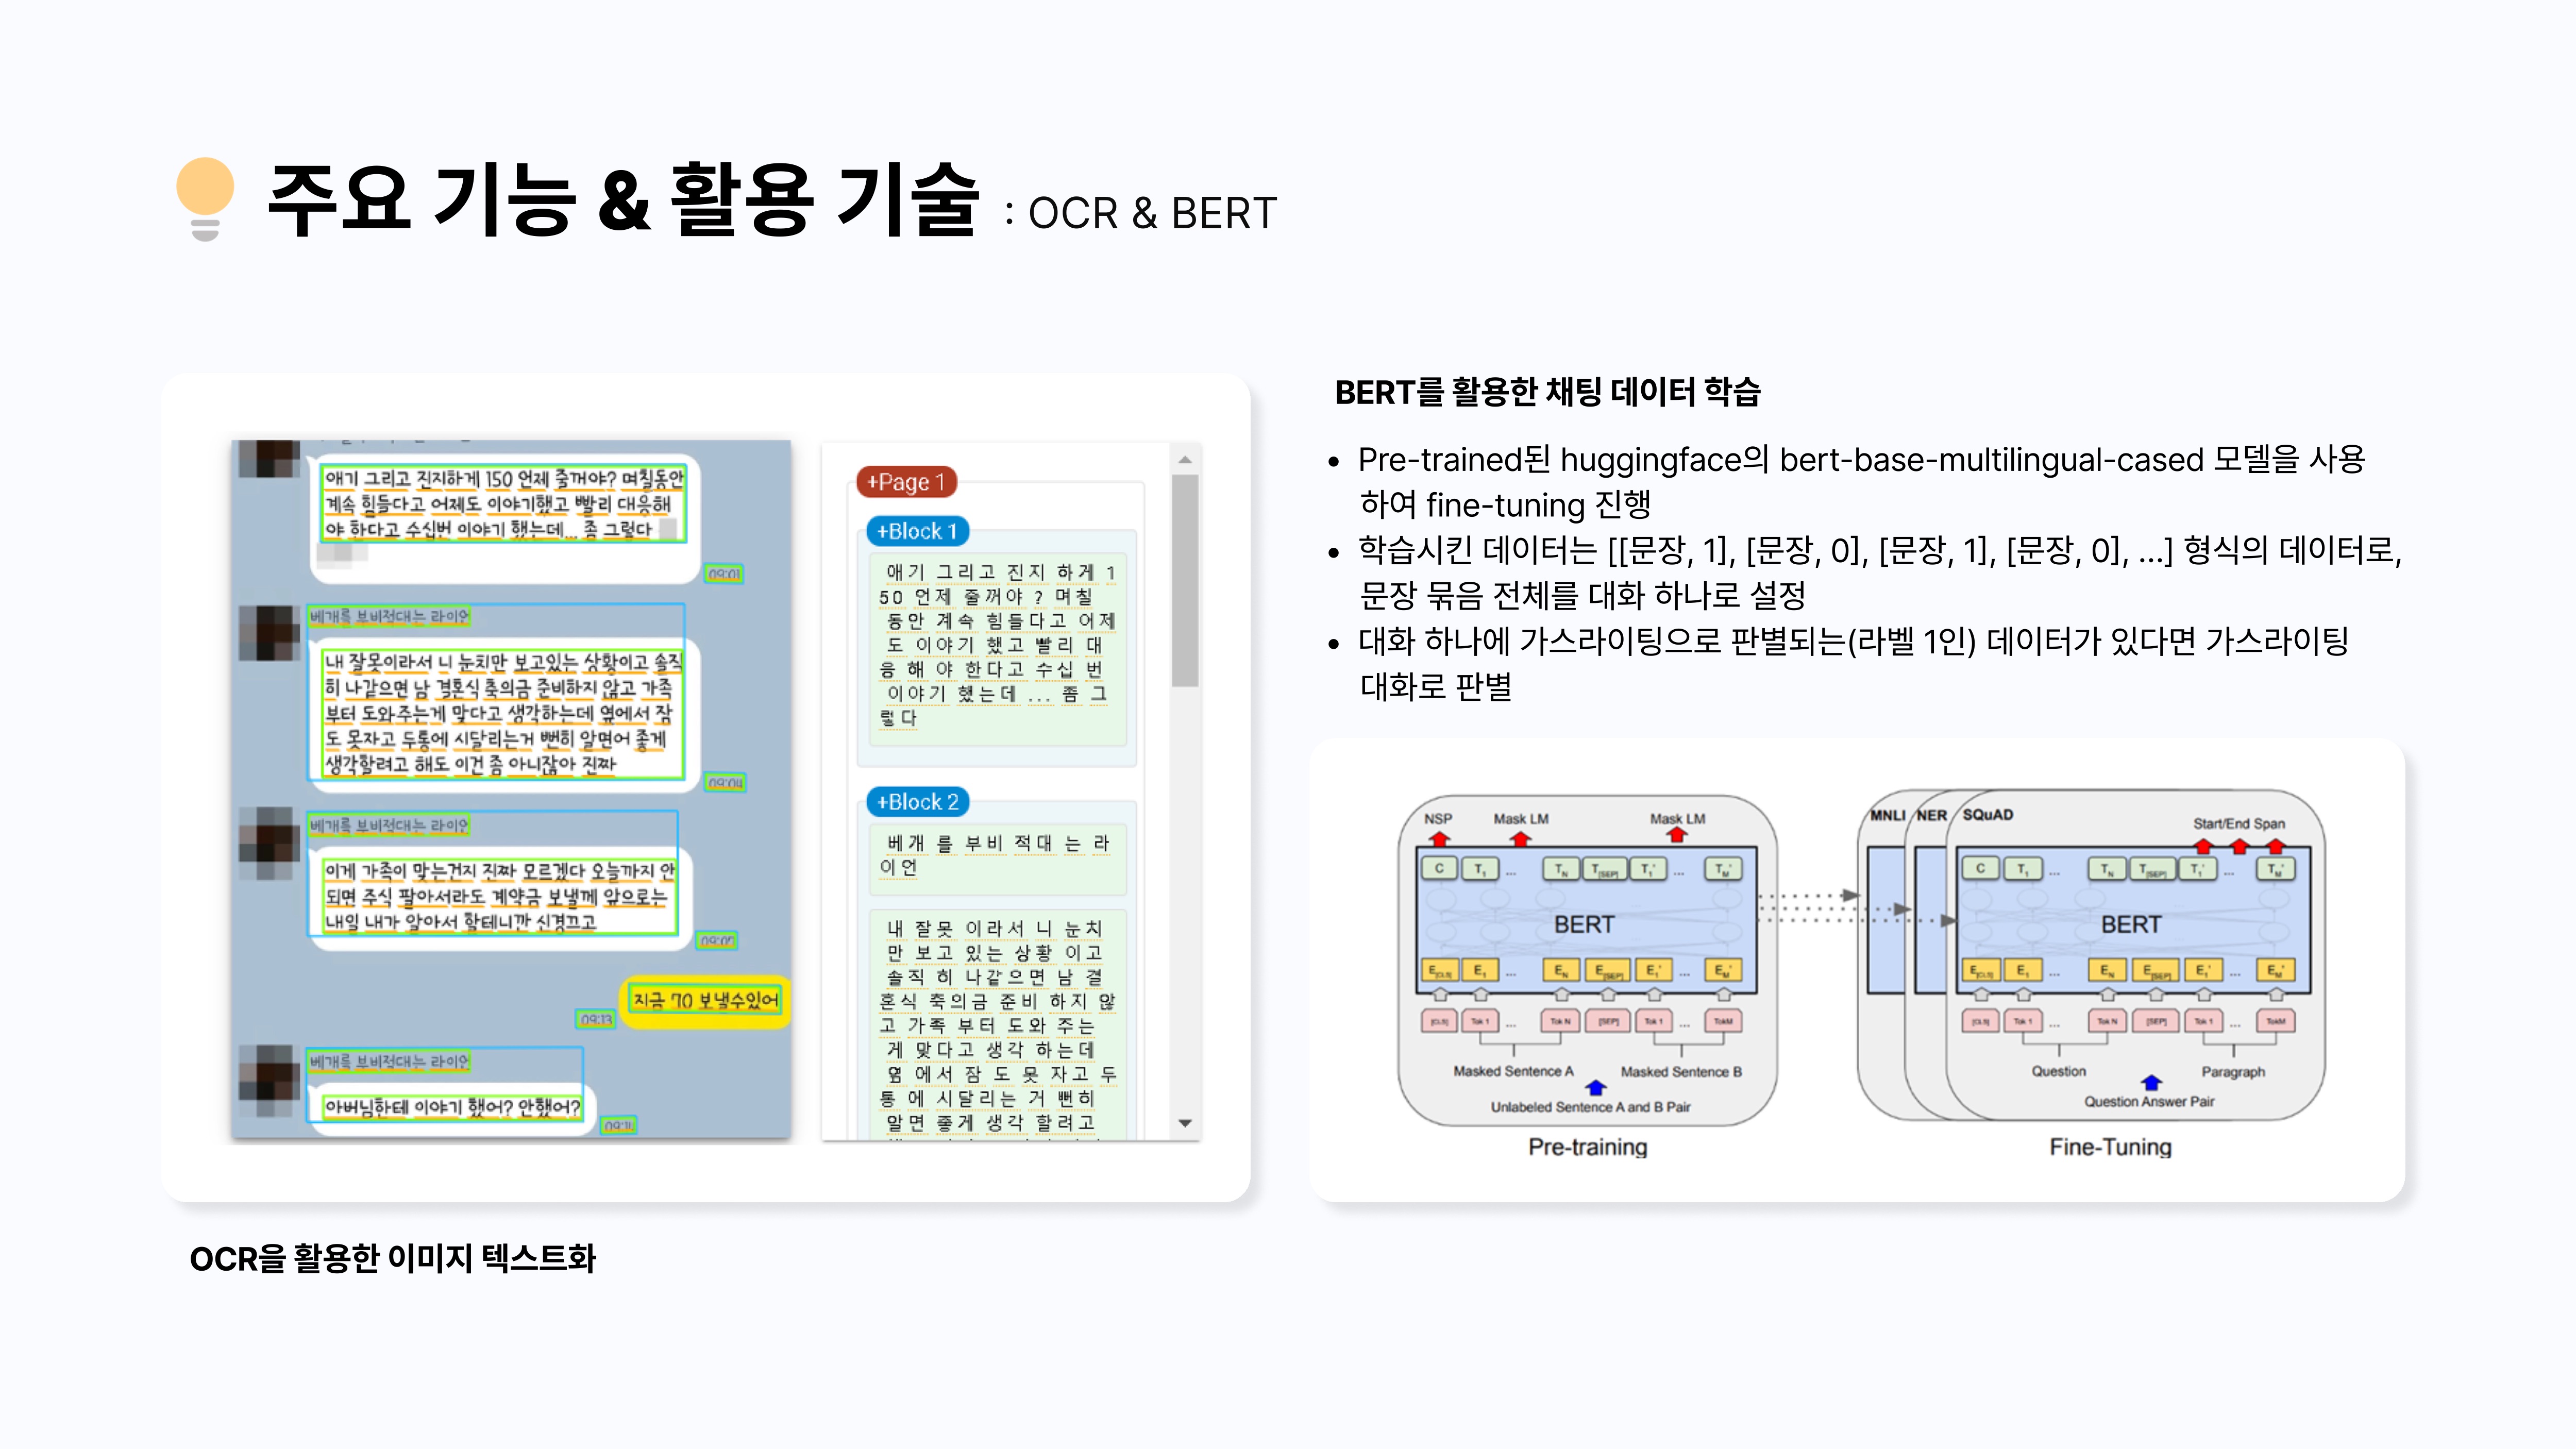 주요 기능 & 활용 기술 : OCR & BERT
애기 그리고 진지하게 150 언제 줄꺼야? 며칠동안
계속 힘들다고 어제도 이야기했고 빨리 대응해
야 한다고 수십번 이야기 했는데... 좀 그렇다
09:01
베개를 부비적대는 라이언
내 잘못이라서 니 눈치만 보고있는 상황이고 솔직
히 나같으면 남 결혼식 축의금 준비하지 않고 가족
부터 도와주는게 맞다고 생각하는데 옆에서 잠
도 못자고 두통에 시달리는거 뻔히 알면어 좋게
생각할려고 해도 이건 좀 아니잖아 진짜
09:04
베개를 부비적대는 라이언
이게 가족이 맞는건지 진짜 모르겠다 오늘까지 안
되면 주식 팔아서라도 계약금 보낼께 앞으로는
내일 내가 알아서 할테니깐 신경끄고
지금 70 보낼수있어
09:13
베개를 부비적대는 라이언
아버님한테 이야기 했어? 안했어?
+Page 1
+Block 1
애기 그리고 진지 하게 1
50 언제 줄꺼야 ? 며칠
동안 계속 힘들다고 어제
도 이야기 했고 빨리 대
응 해 야 한다고 수십 번
이야기 했는데 ... 좀 그
렇다
+Block 2
베개 를 부비 적대 는 라
이언
내 잘못 이라서 니 눈치
만 보고 있는 상황 이고
솔직 히 나같으면 남 결
혼식 축의금 준비 하지 않
고 가족 부터 도와 주는
게 맞다고 생각 하는데
옆 에서 잠 도 못 자고 두
통 에 시달리는 거 뻔히
알면 좋게 생각 할려고
OCR을 활용한 이미지 텍스트화
BERT를 활용한 채팅 데이터 학습
• Pre-trained된 huggingface의 bert-base-multilingual-cased 모델을 사용
하여 fine-tuning 진행
• 학습시킨 데이터는 [[문장, 1], [문장, 0], [문장, 1], [문장, 0], ...] 형식의 데이터로,
문장 묶음 전체를 대화 하나로 설정
• 대화 하나에 가스라이팅으로 판별되는(라벨 1인) 데이터가 있다면 가스라이팅
대화로 판별
NSP Mask LM Mask LM
C T1 ... TN T[SEP] T1' ... TM'
BERT
E[CLS] E1 ... EN E[SEP] E1' ... EM'
[CLS] Tok 1 ... Tok N [SEP] Tok 1 ... TokM
Masked Sentence A Masked Sentence B
Unlabeled Sentence A and B Pair
Pre-training
MNLI NER SQuAD
Start/End Span
C T1 ... TN T[SEP] T1' ... TM'
BERT
E[CLS] E1 ... EN E[SEP] E1' ... EM'
[CLS] Tok 1 ... Tok N [SEP] Tok 1 ... TokM
Question Paragraph
Question Answer Pair
Fine-Tuning